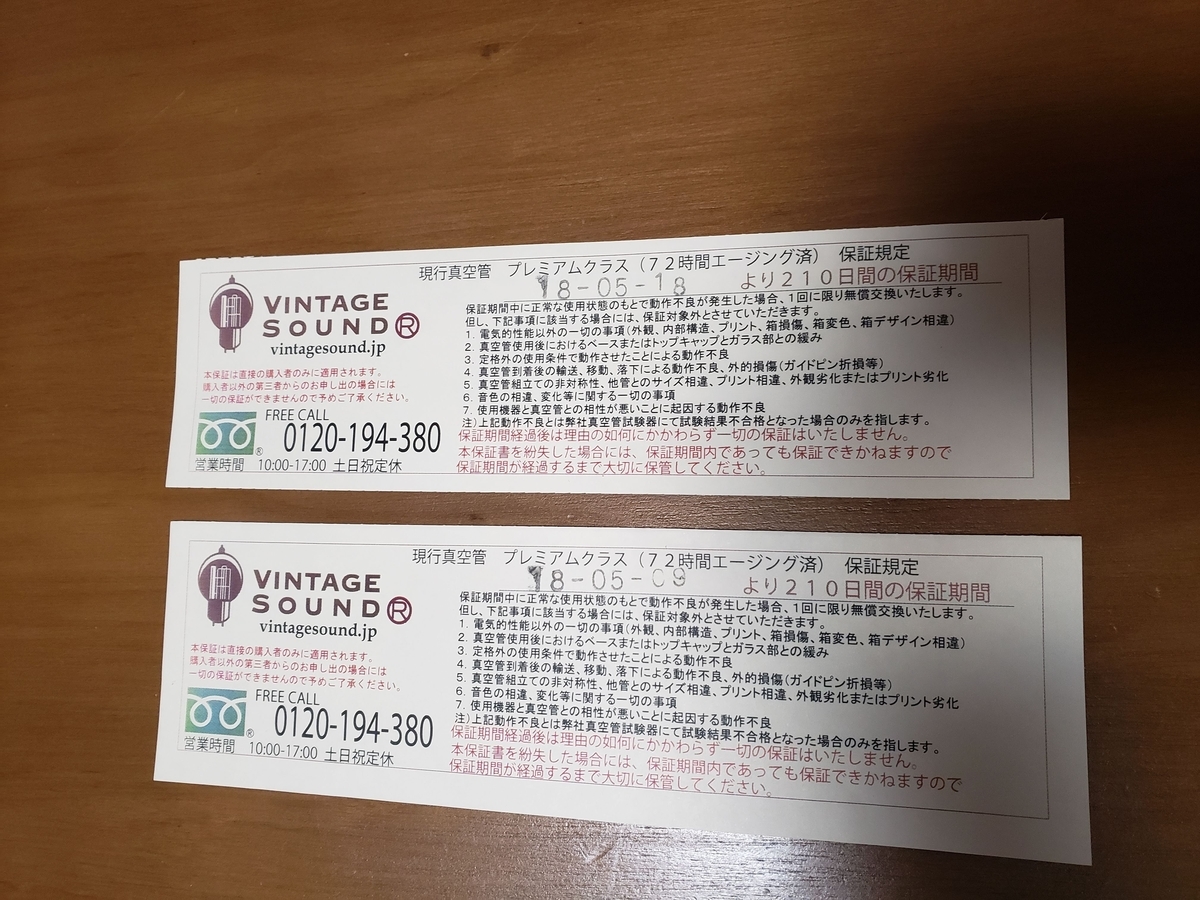 現行真空管 プレミアムクラス(72時間エージング済) 保証規定
18-05-18 より210日間の保証期間
VINTAGE
SOUND®
vintagesound.jp
本保証は直接の購入者のみに適用されます。
購入者以外の第三者からのお申し出の場合には
一切の保証ができませんので予めご了承ください。
FREE CALL
0120-194-380
®
営業時間 10:00-17:00 土日祝定休
保証期間中に正常な使用状態のもとで動作不良が発生した場合、1回に限り無償交換いたします。
但し、下記事項に該当する場合には、保証対象外とさせていただきます。
1. 電気的性能以外の一切の事項(外観、内部構造、プリント、箱損傷、箱変色、箱デザイン相違)
2. 真空管使用後におけるベースまたはトップキャップとガラス部との緩み
3. 定格外の使用条件で動作させたことによる動作不良
4. 真空管到着後の輸送、移動、落下による動作不良、外的損傷(ガイドピン折損等)
5. 真空管組立ての非対称性、他管とのサイズ相違、プリント相違、外観劣化またはプリント劣化
6. 音色の相違、変化等に関する一切の事項
7. 使用機器と真空管との相性が悪いことに起因する動作不良
注)上記動作不良とは弊社真空管試験器にて試験結果不合格となった場合のみを指します。
保証期間経過後は理由の如何にかかわらず一切の保証はいたしません。
本保証書を紛失した場合には、保証期間内であっても保証できかねますので
保証期間が経過するまで大切に保管してください。
現行真空管 プレミアムクラス(72時間エージング済) 保証規定
18-05-09 より210日間の保証期間
VINTAGE
SOUND®
vintagesound.jp
本保証は直接の購入者のみに適用されます。
購入者以外の第三者からのお申し出の場合には
一切の保証ができませんので予めご了承ください。
FREE CALL
0120-194-380
®
営業時間 10:00-17:00 土日祝定休
保証期間中に正常な使用状態のもとで動作不良が発生した場合、1回に限り無償交換いたします。
但し、下記事項に該当する場合には、保証対象外とさせていただきます。
1. 電気的性能以外の一切の事項(外観、内部構造、プリント、箱損傷、箱変色、箱デザイン相違)
2. 真空管使用後におけるベースまたはトップキャップとガラス部との緩み
3. 定格外の使用条件で動作させたことによる動作不良
4. 真空管到着後の輸送、移動、落下による動作不良、外的損傷(ガイドピン折損等)
5. 真空管組立ての非対称性、他管とのサイズ相違、プリント相違、外観劣化またはプリント劣化
6. 音色の相違、変化等に関する一切の事項
7. 使用機器と真空管との相性が悪いことに起因する動作不良
注)上記動作不良とは弊社真空管試験器にて試験結果不合格となった場合のみを指します。
保証期間経過後は理由の如何にかかわらず一切の保証はいたしません。
本保証書を紛失した場合には、保証期間内であっても保証できかねますので
保証期間が経過するまで大切に保管してください。